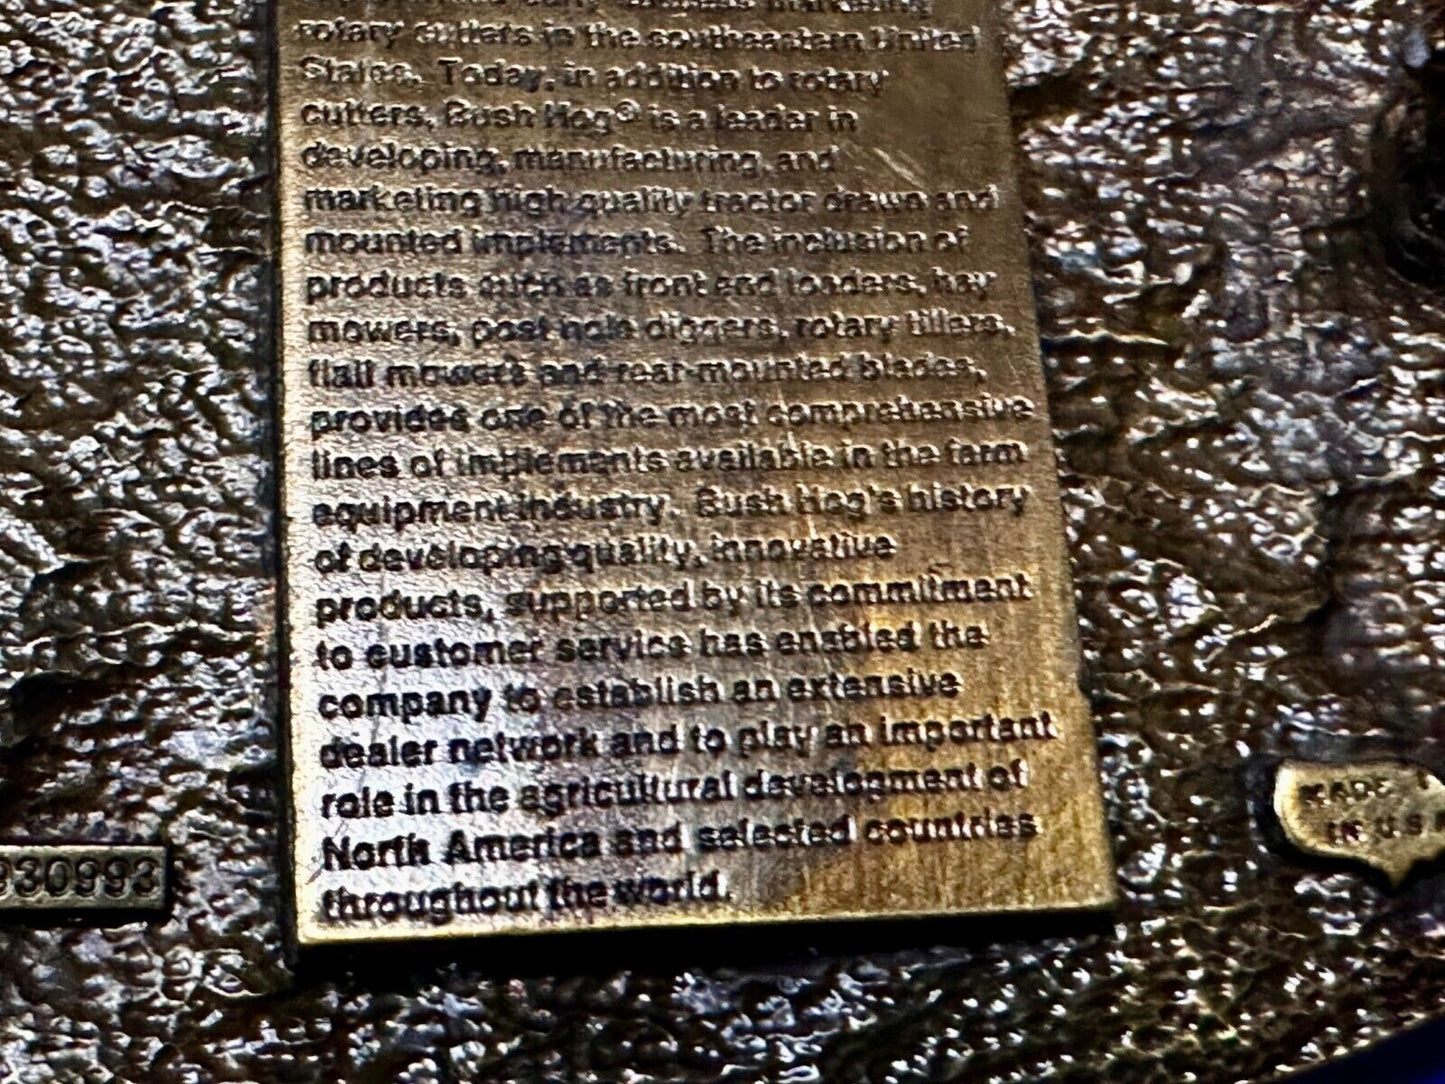 rotary cutters in the southeastern United
States. Today, in addition to rotary
cutters, Bush Hog® is a leader in
developing, manufacturing, and
marketing high quality tractor drawn and
mounted implements. The inclusion of
products such as front end loaders, hay
mowers, post hole diggers, rotary tillers,
flail mowers and rear-mounted blades,
provides one of the most comprehensive
lines of implements available in the farm
equipment industry. Bush Hog's history
of developing quality, innovative
products, supported by its commitment
to customer service has enabled the
company to establish an extensive
dealer network and to play an important
role in the agricultural development of
North America and selected countries
throughout the world.
930993
MADE
IN U.S.